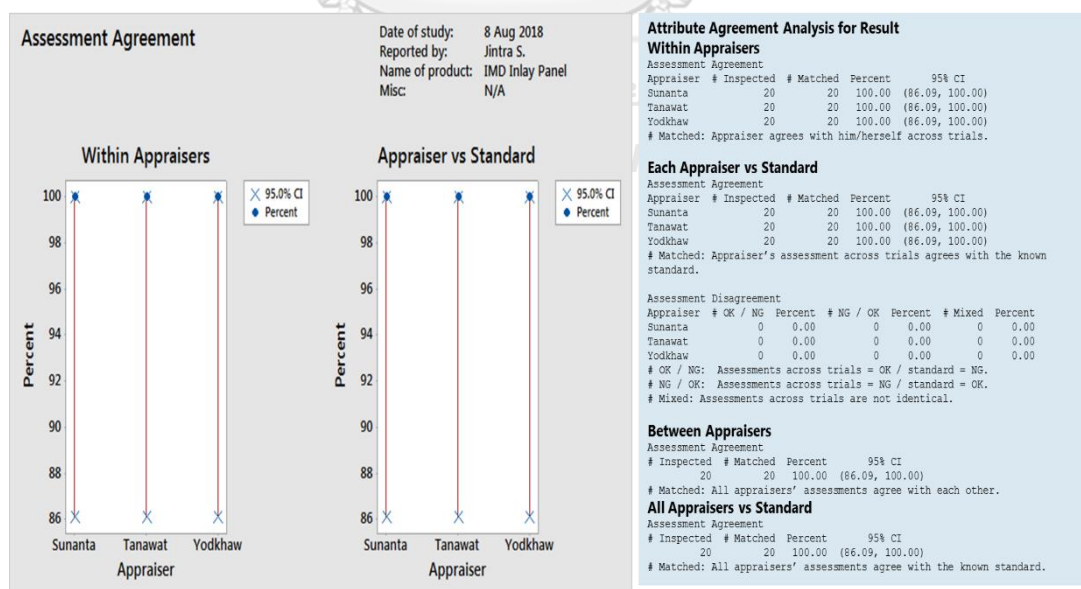 Assessment Agreement
Date of study: 8 Aug 2018
Reported by: Jintra S.
Name of product: IMD Inlay Panel
Misc: N/A
Within Appraisers
100
98
96
94
92
90
88
86
Percent
Sunanta Tanawat Yodkhaw
Appraiser
95.0% CI
Percent
Appraiser vs Standard
100
98
96
94
92
90
88
86
Percent
Sunanta Tanawat Yodkhaw
Appraiser
95.0% CI
Percent
Attribute Agreement Analysis for Result
Within Appraisers
Assessment Agreement
Appraiser # Inspected # Matched Percent 95% CI
Sunanta 20 20 100.00 (86.09, 100.00)
Tanawat 20 20 100.00 (86.09, 100.00)
Yodkhaw 20 20 100.00 (86.09, 100.00)
# Matched: Appraiser agrees with him/herself across trials.
Each Appraiser vs Standard
Assessment Agreement
Appraiser # Inspected # Matched Percent 95% CI
Sunanta 20 20 100.00 (86.09, 100.00)
Tanawat 20 20 100.00 (86.09, 100.00)
Yodkhaw 20 20 100.00 (86.09, 100.00)
# Matched: Appraiser's assessment across trials agrees with the known
standard.
Assessment Disagreement
Appraiser # OK / NG Percent # NG / OK Percent # Mixed Percent
Sunanta 0 0.00 0 0.00 0 0.00
Tanawat 0 0.00 0 0.00 0 0.00
Yodkhaw 0 0.00 0 0.00 0 0.00
# OK / NG: Assessments across trials = OK / standard = NG.
# NG / OK: Assessments across trials = NG / standard = OK.
# Mixed: Assessments across trials are not identical.
Between Appraisers
Assessment Agreement
# Inspected # Matched Percent 95% CI
20 20 100.00 (86.09, 100.00)
# Matched: All appraisers' assessments agree with each other.
All Appraisers vs Standard
Assessment Agreement
# Inspected # Matched Percent 95% CI
20 20 100.00 (86.09, 100.00)
# Matched: All appraisers' assessments agree with the known standard.